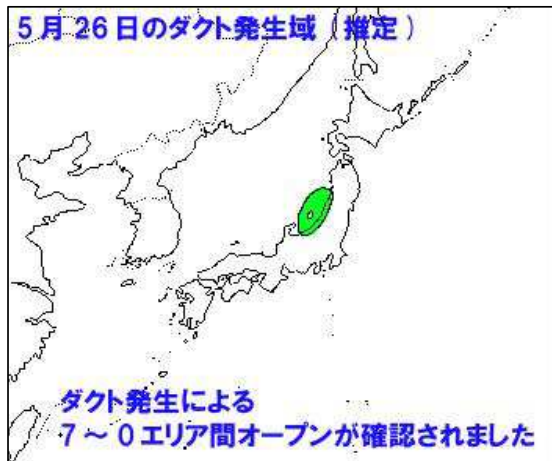 5月26日のダクト発生域（推定）
ダクト発生による
7～0エリア間オープンが確認されました